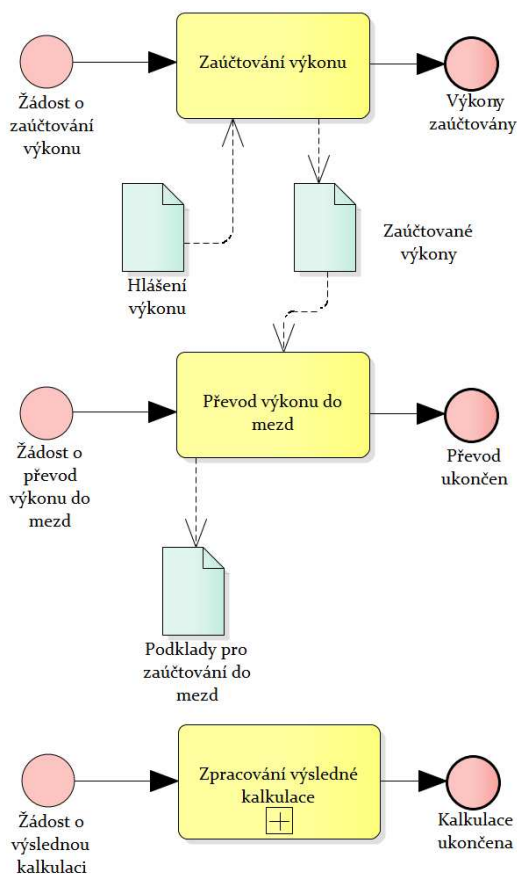 Zaúčtování výkonu
Žádost o
zaúčtování
výkonu
Výkony
zaúčtovány
Hlášení
výkonu
Zaúčtované
výkony
Převod výkonu do
mezd
Žádost o
převod
výkonu do
mezd
Převod
ukončen
Podklady pro
zaúčtování do
mezd
Zpracování výsledné
kalkulace
Žádost o
výslednou
kalkulaci
Kalkulace
ukončena